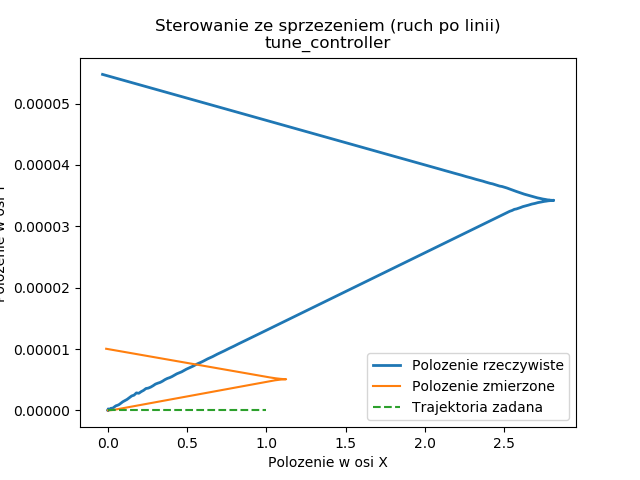 Sterowanie ze sprzezeniem (ruch po linii)
tune_controller
0.00005
0.00004
0.00003
0.00002
0.00001
0.00000
w osi
Polozenie rzeczywiste
Polozenie zmierzone
Trajektoria zadana
0.0 0.5 1.0 1.5 2.0 2.5
Polozenie w osi X